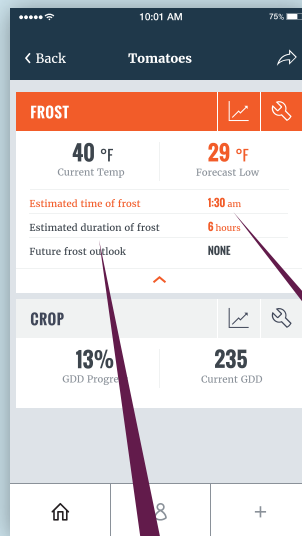 10:01 AM 75%
Back Tomatoes
FROST
40 °F 29 °F
Current Temp Forecast Low
Estimated time of frost 1:30 am
Estimated duration of frost 6 hours
Future frost outlook NONE
CROP
13% 235
GDD Progre Current GDD